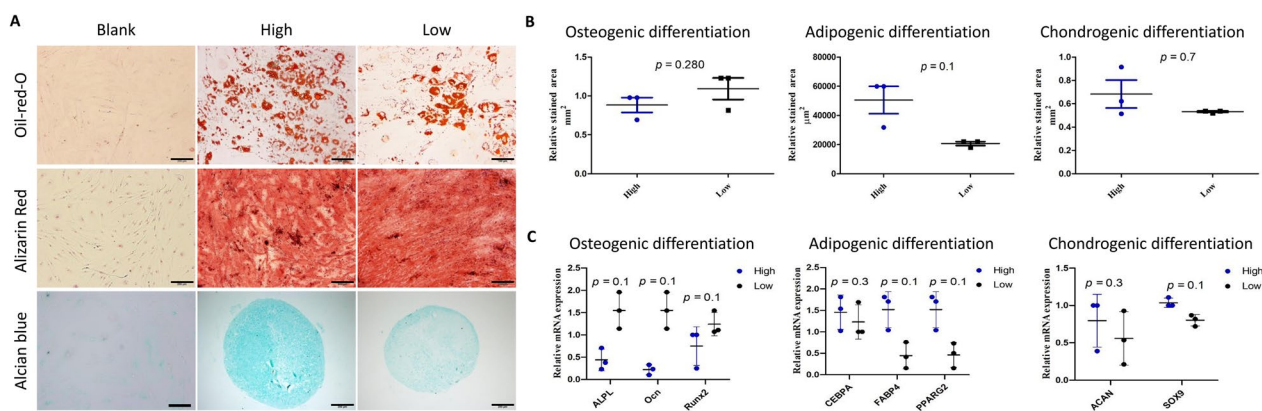 A
Blank High Low
Oil-red-O
Alizarin Red
Alcian blue
B
Osteogenic differentiation
Relative stained area
mm2
1.5
1.0
0.5
0.0
p = 0.280
High Low
Adipogenic differentiation
Relative stained area
μm2
80000
60000
40000
20000
0
p = 0.1
High Low
Chondrogenic differentiation
Relative stained area
mm2
1.0
0.8
0.6
0.4
0.2
0.0
p = 0.7
High Low
C
Osteogenic differentiation
Relative mRNA expression
2.5
2.0
1.5
1.0
0.5
0.0
High
Low
p = 0.1 p = 0.1 p = 0.1
ALPL Ocn Runx2
Adipogenic differentiation
Relative mRNA expression
2.5
2.0
1.5
1.0
0.5
0.0
High
Low
p = 0.3 p = 0.1 p = 0.1
CEBPA FABP4 PPARG2
Chondrogenic differentiation
Relative mRNA expression
1.5
1.0
0.5
0.0
High
Low
p = 0.3 p = 0.1
ACAN SOX9